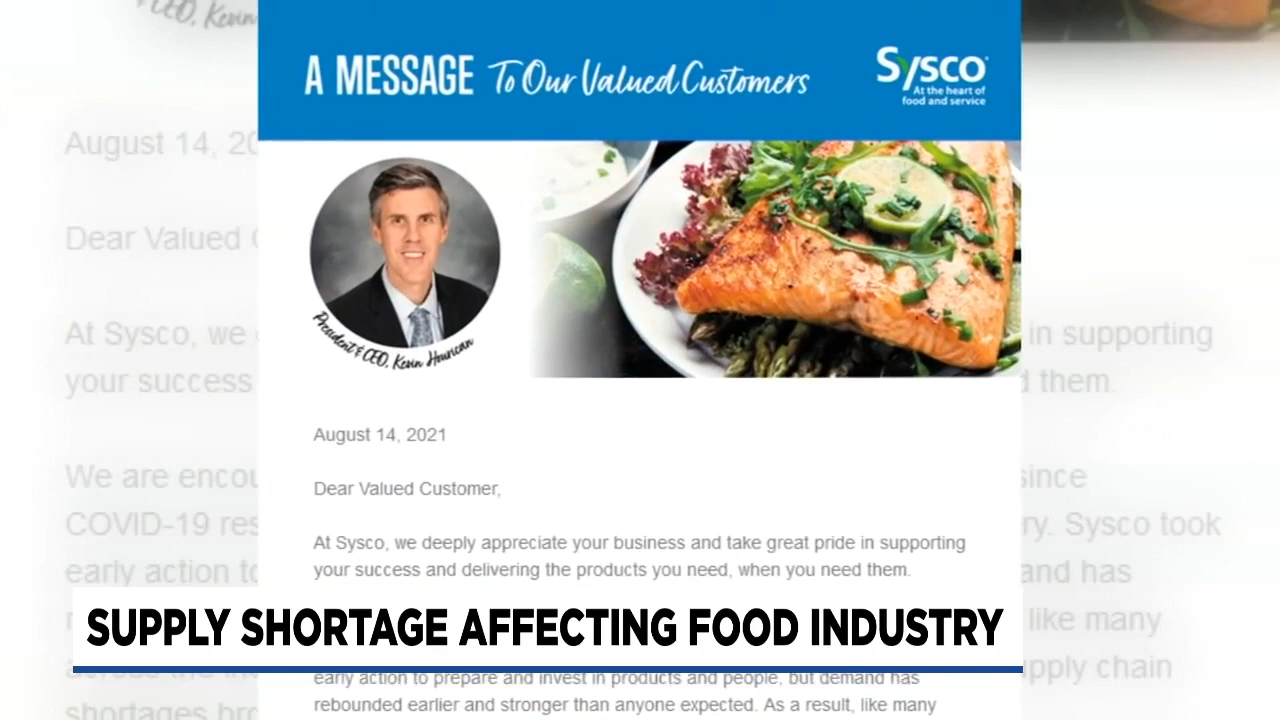 CEO, Kevin
A MESSAGE To Our Valued Customers
Sysco
At the heart of
food and service
President & CEO, Kevin Hourican
August 14, 20
Dear Valued
At Sysco, we
your success
We are encou
COVID-19 res
early action to
shortages bro
August 14, 2021
Dear Valued Customer,
At Sysco, we deeply appreciate your business and take great pride in supporting
your success and delivering the products you need, when you need them.
SUPPLY SHORTAGE AFFECTING FOOD INDUSTRY
early action to prepare and invest in products and people, but demand has
rebounded earlier and stronger than anyone expected. As a result, like many
in supporting
them.
since
ry. Sysco took
and has
like many
upply chain